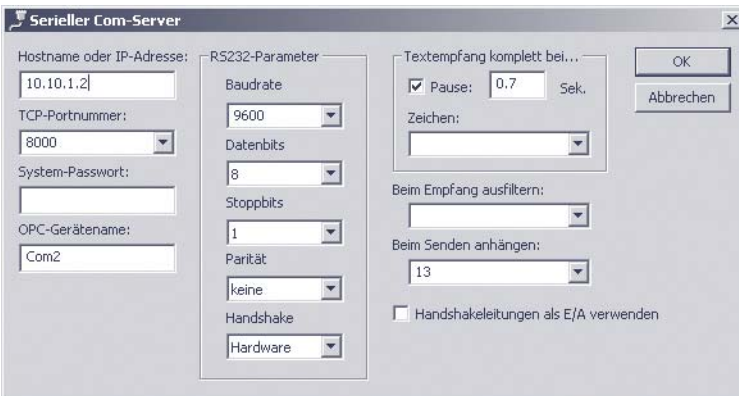 Serieller Com-Server
Hostname oder IP-Adresse:
10.10.1.2
TCP-Portnummer:
8000
System-Passwort:
OPC-Gerätename:
Com2
RS232-Parameter
Baudrate
9600
Datenbits
8
Stoppbits
1
Parität
keine
Handshake
Hardware
Textempfang komplett bei...
Pause: 0.7 Sek.
Zeichen:
Beim Empfang ausfiltern:
Beim Senden anhängen:
13
Handshakeleitungen als E/A verwenden
OK
Abbrechen